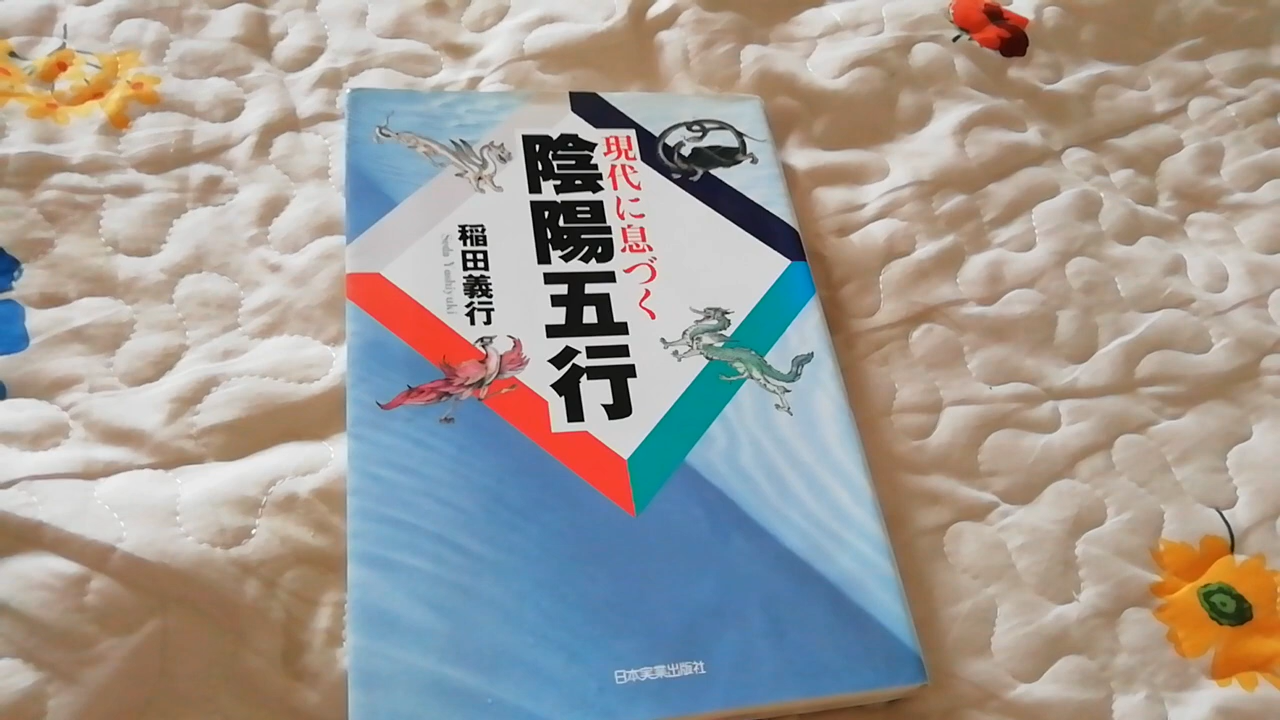 現代に息づく
陰陽五行
稲田義行
日本実業出版社